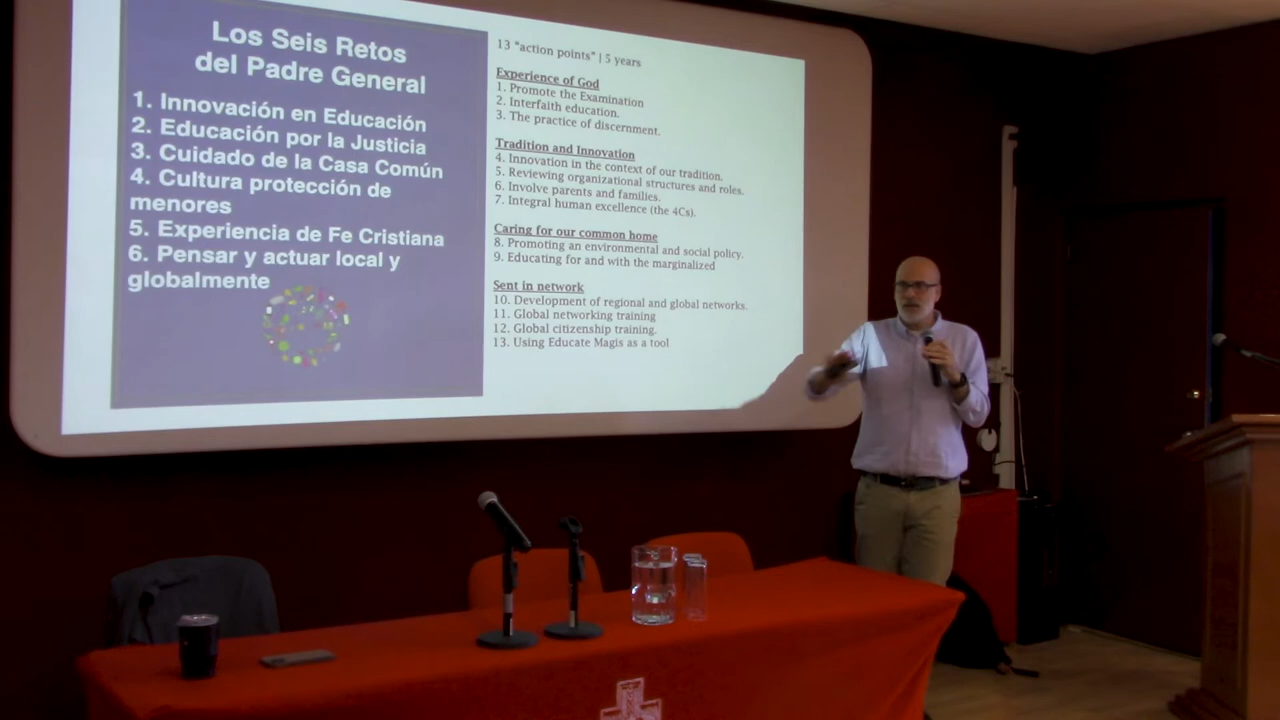 Los Seis Retos
del Padre General
1. Innovación en Educación
2. Educación por la Justicia
3. Cuidado de la Casa Común
4. Cultura protección de
menores
5. Experiencia de Fe Cristiana
6. Pensar y actuar local y
globalmente
13 "action points" | 5 years
Experience of God
1. Promote the Examination
2. Interfaith education.
3. The practice of discernment.
Tradition and Innovation
4. Innovation in the context of our tradition.
5. Reviewing organizational structures and roles.
6. Involve parents and families.
7. Integral human excellence (the 4Cs).
Caring for our common home
8. Promoting an environmental and social policy.
9. Educating for and with the marginalized
Sent in network
10. Development of regional and global networks.
11. Global networking training
12. Global citizenship training.
13. Using Educate Magis as a tool